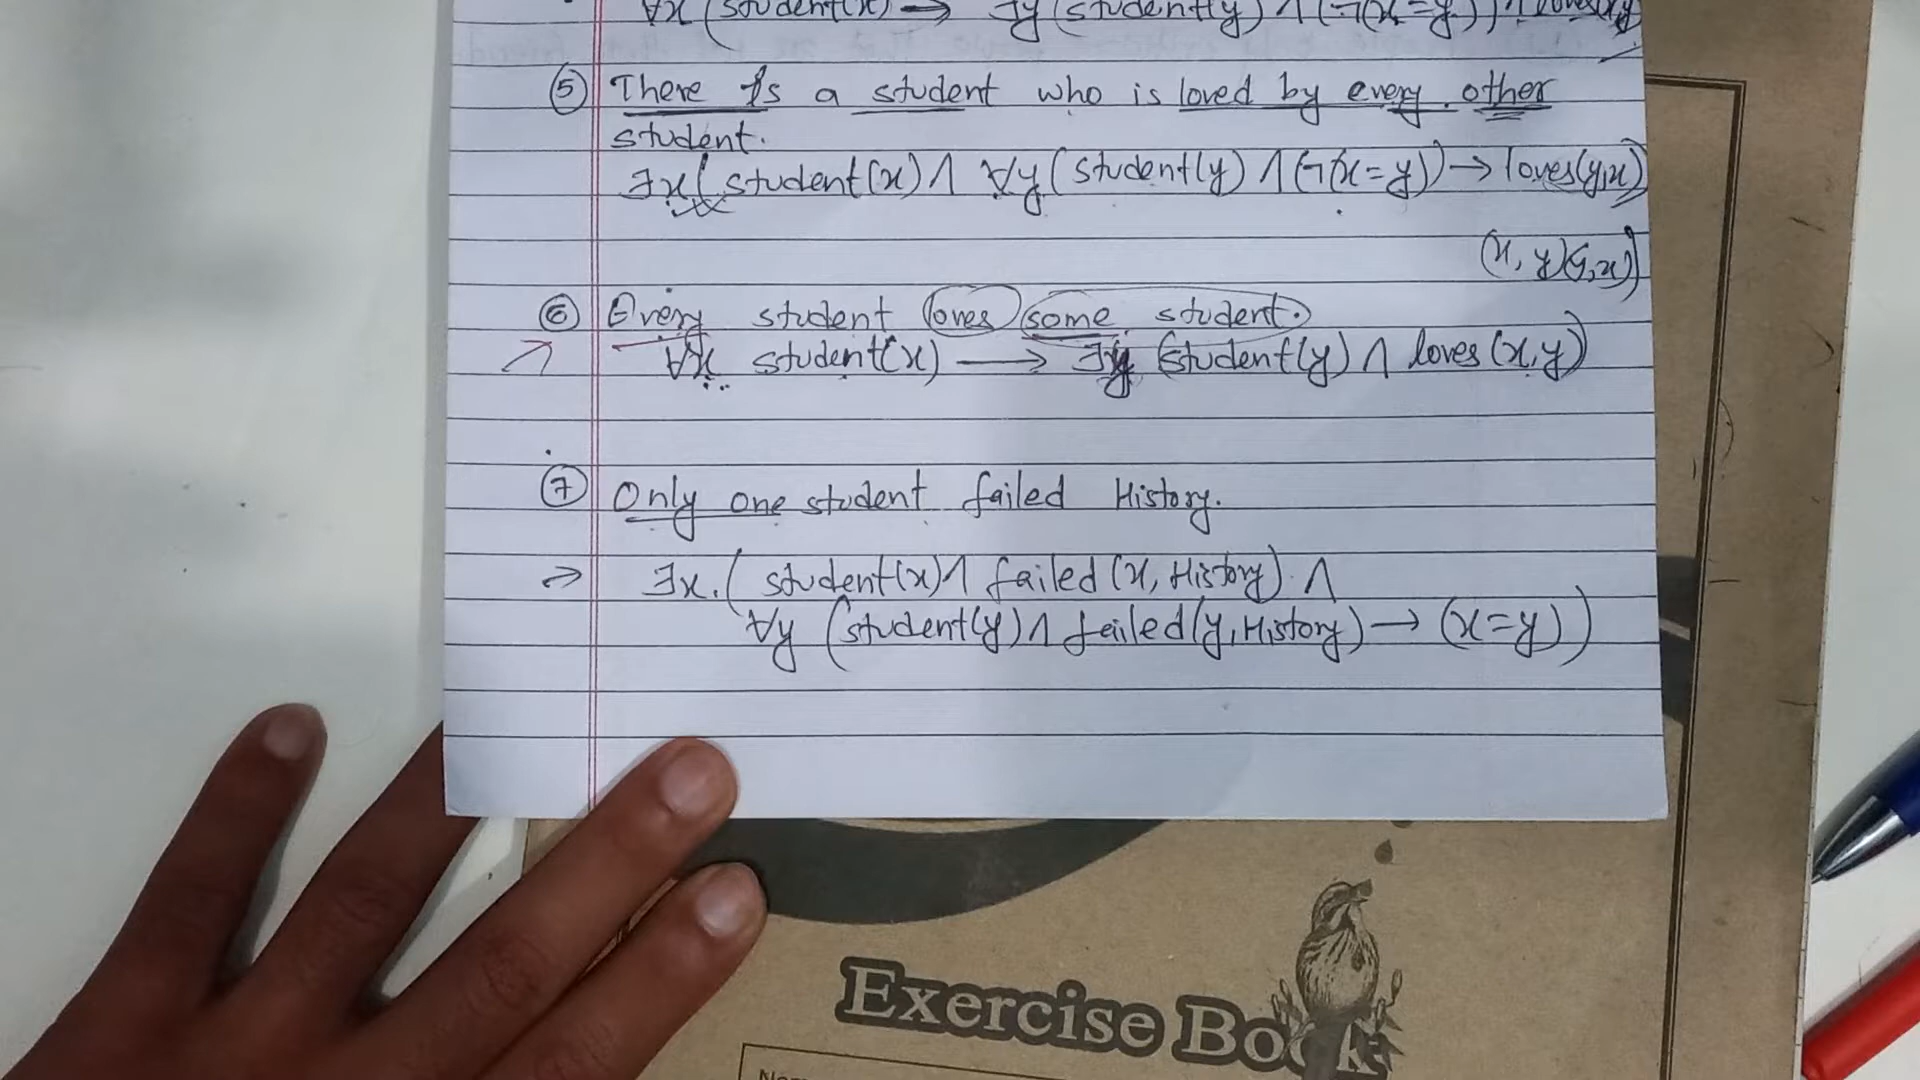 ∀x (student(x) → ∃y (student(y) ∧ (¬(x=y)) ∧ loves(x,y)
⑤ There is a student who is loved by every other
student.
∃x( student(x) ∧ ∀y (student(y) ∧ (¬(x=y)) → loves(y,x)
(x, y)(y,x))
⑥ Every student loves some student.
∀x student(x) → ∃y (student(y) ∧ loves (x,y))
⑦ Only one student failed History.
⇒ ∃x. ( student(x) ∧ failed (x, History) ∧
∀y (student(y) ∧ failed(y, History) → (x=y) )
Exercise Book